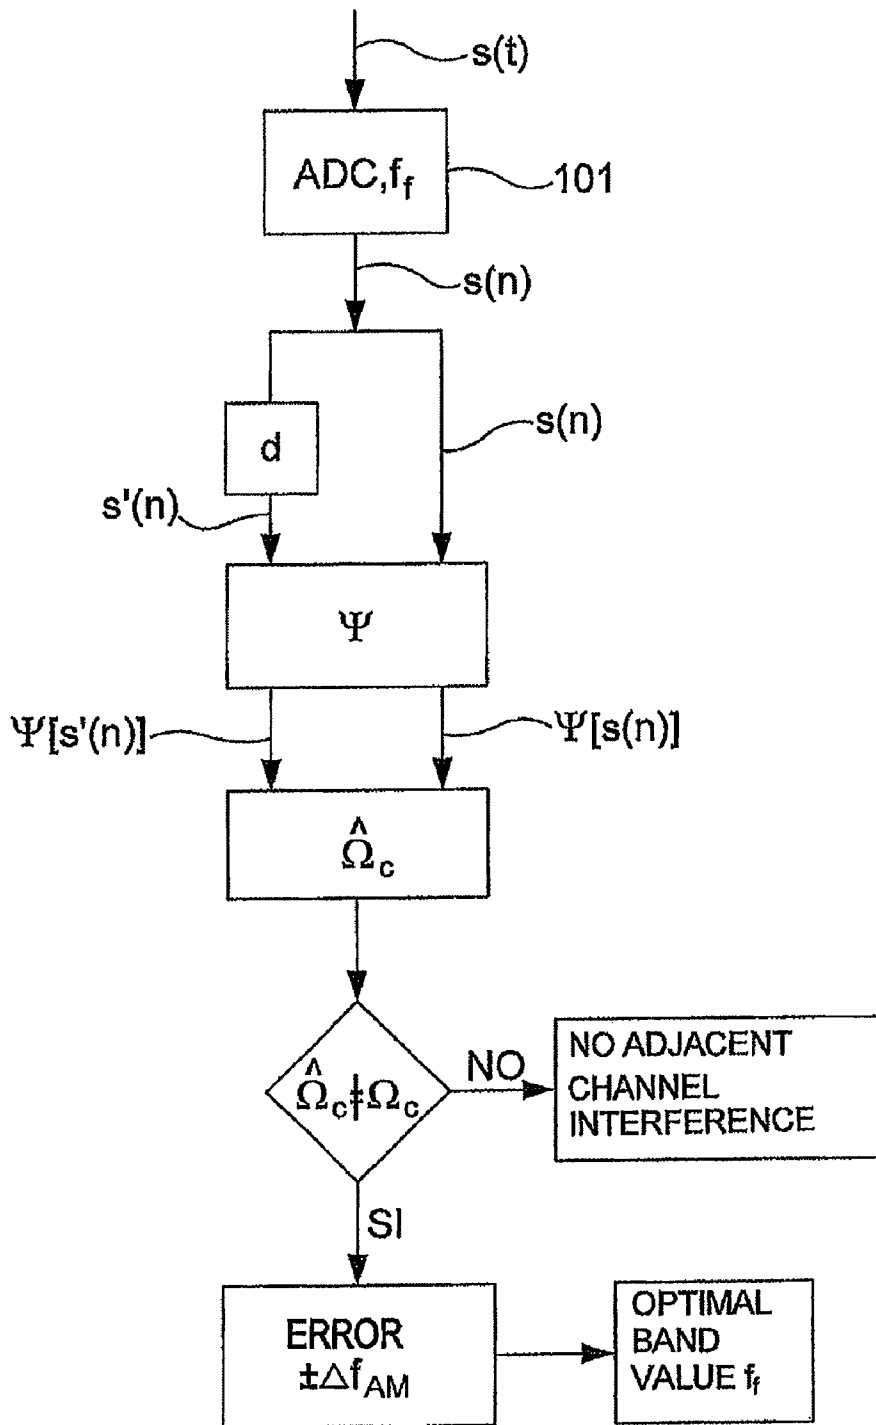 s(t)
ADC,f_f
101
s(n)
d
s(n)
s'(n)
Ψ
Ψ[s'(n)]
Ψ[s(n)]
Ω̂_c
Ω̂_c ≠ Ω_c
NO
NO ADJACENT
CHANNEL
INTERFERENCE
SI
ERROR
±Δf_AM
OPTIMAL
BAND
VALUE f_f